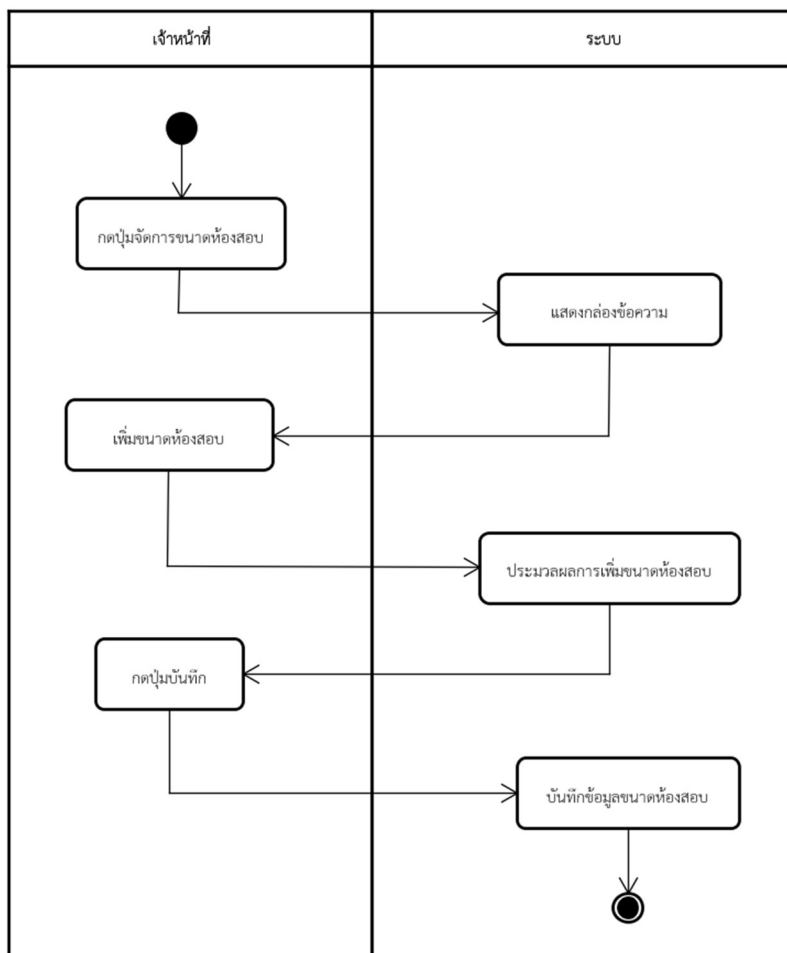 เจ้าหน้าที่
ระบบ
กดปุ่มจัดการขนาดห้องสอบ
แสดงกล่องข้อความ
เพิ่มขนาดห้องสอบ
ประมวลผลการเพิ่มขนาดห้องสอบ
กดปุ่มบันทึก
บันทึกข้อมูลขนาดห้องสอบ